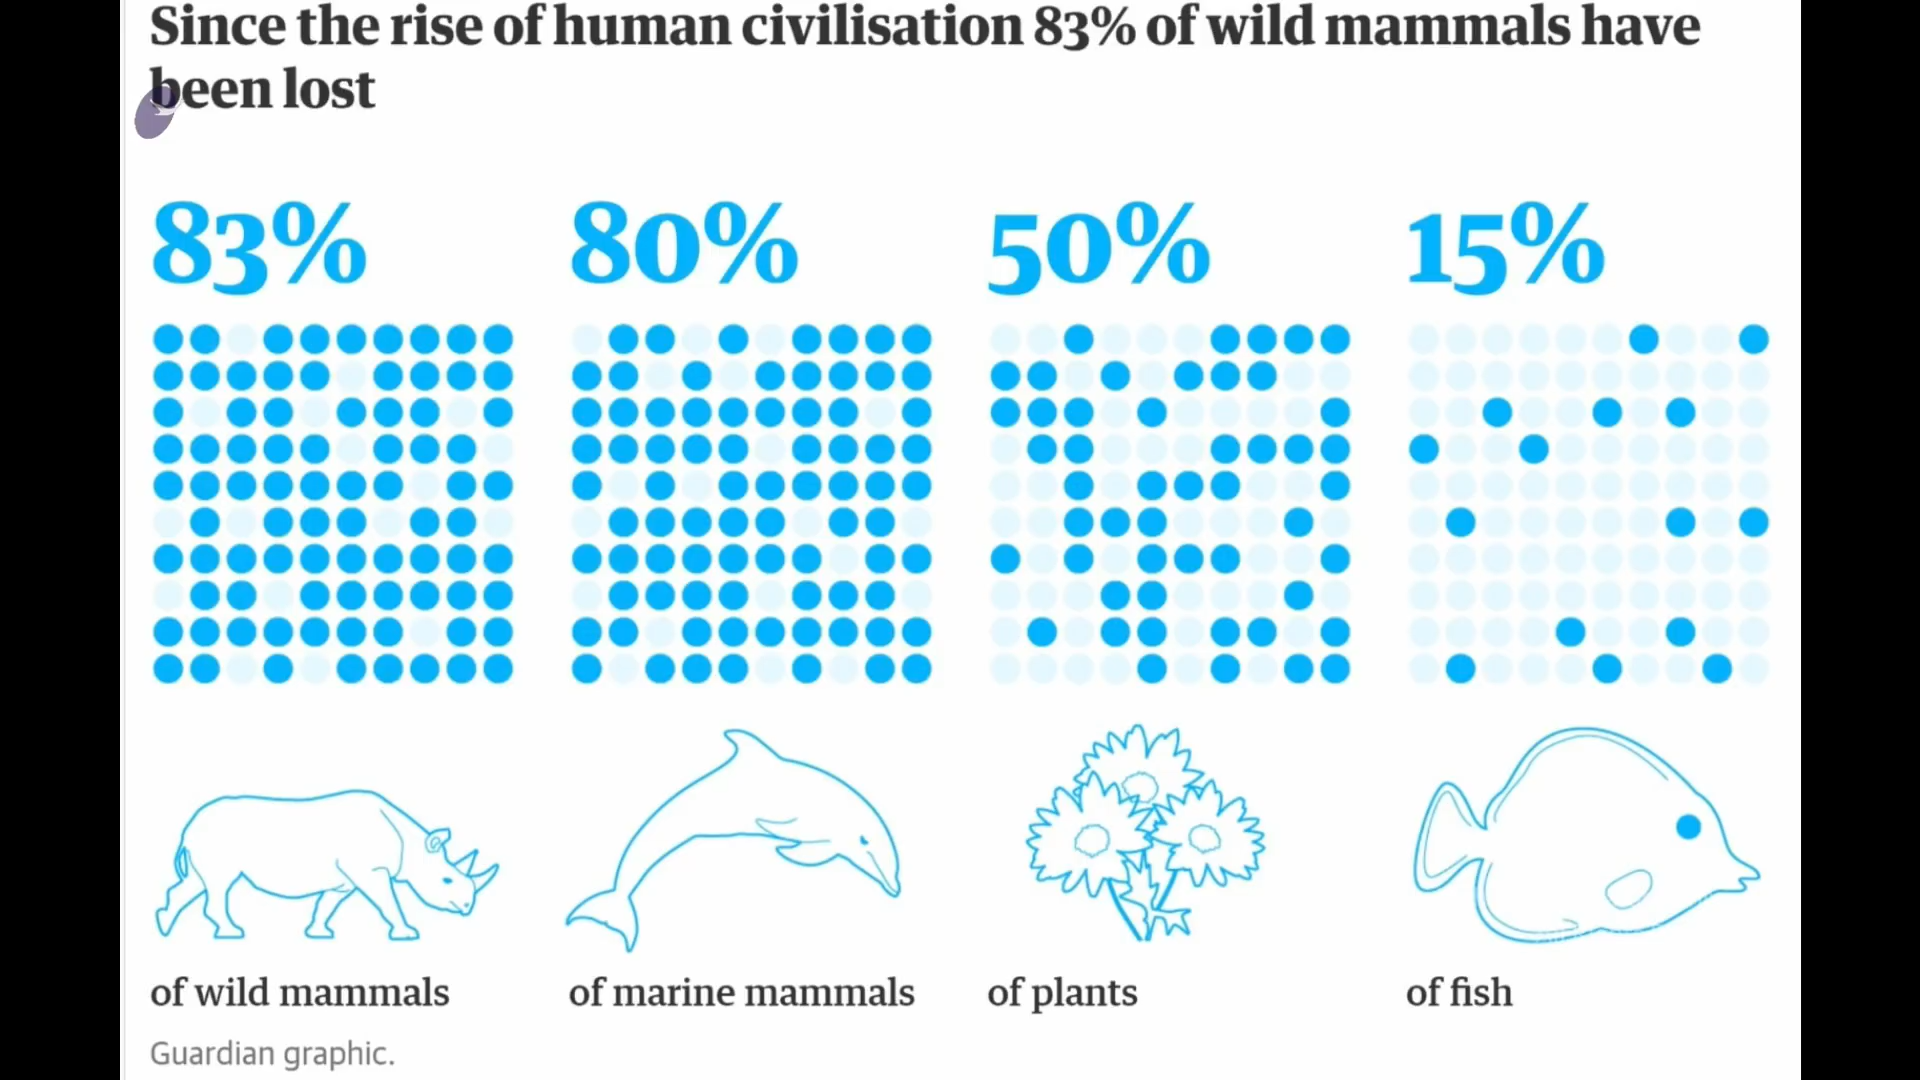 Since the rise of human civilisation 83% of wild mammals have
been lost
83% 80% 50% 15%
of wild mammals of marine mammals of plants of fish
Guardian graphic.